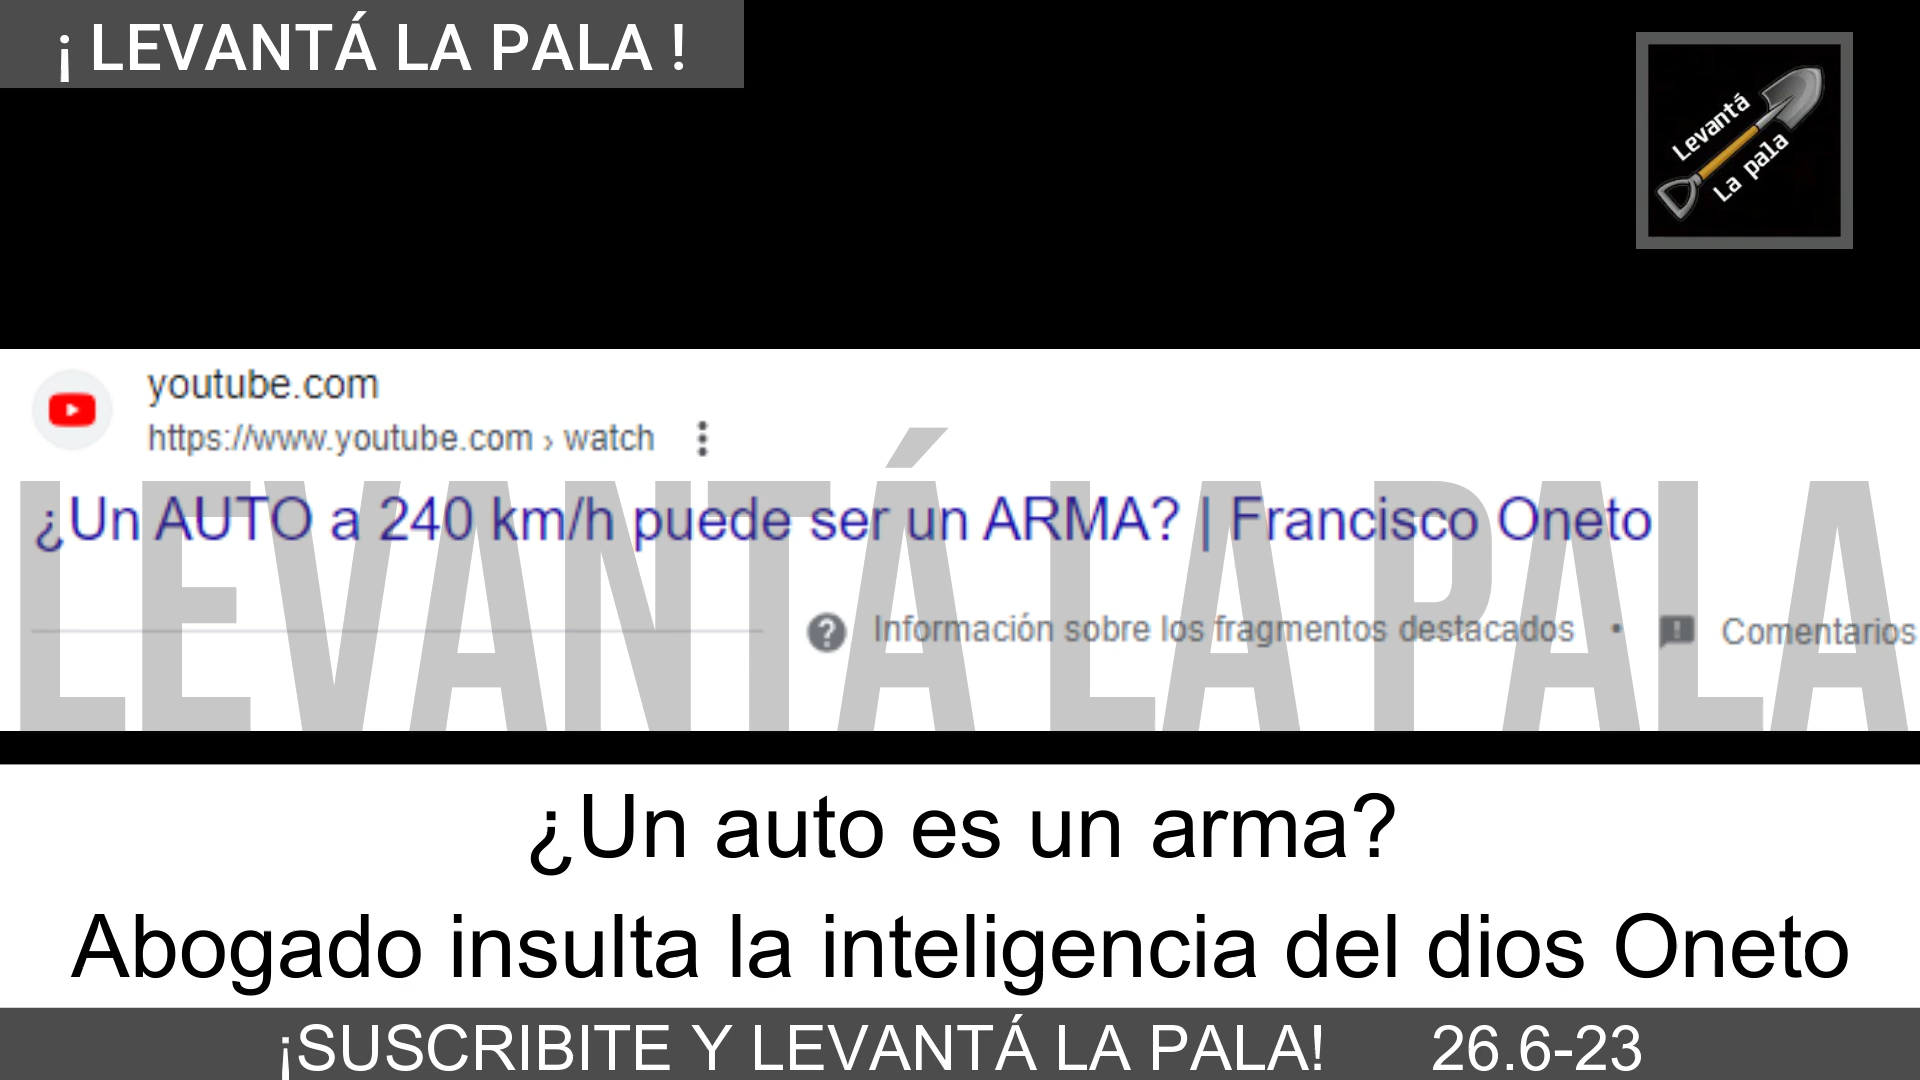 ¡ LEVANTÁ LA PALA !
Levantá
La pala
youtube.com
https://www.youtube.com › watch
¿Un AUTO a 240 km/h puede ser un ARMA? | Francisco Oneto
LEVANTÁ LA PALA
Información sobre los fragmentos destacados • Comentarios
¿Un auto es un arma?
Abogado insulta la inteligencia del dios Oneto
¡SUSCRIBITE Y LEVANTÁ LA PALA! 26.6-23